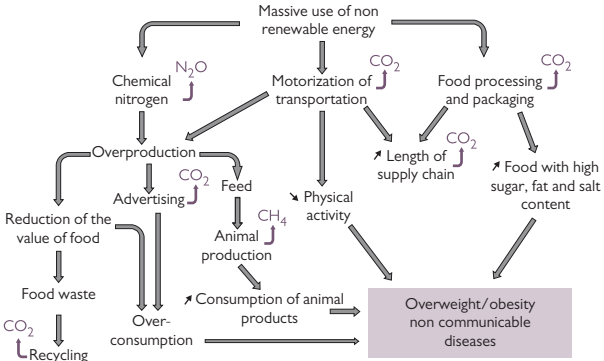 Massive use of non
renewable energy
N₂O
Chemical
nitrogen
CO₂
Motorization of
transportation
CO₂
Food processing
and packaging
Overproduction
CO₂
Advertising
Feed
CO₂
↗ Length of
supply chain
↗ Food with high
sugar, fat and salt
content
↘ Physical
activity
Reduction of the
value of food
CH₄
Animal
production
Food waste
↗ Consumption of animal
products
Over-
consumption
CO₂
Recycling
Overweight/obesity
non communicable
diseases